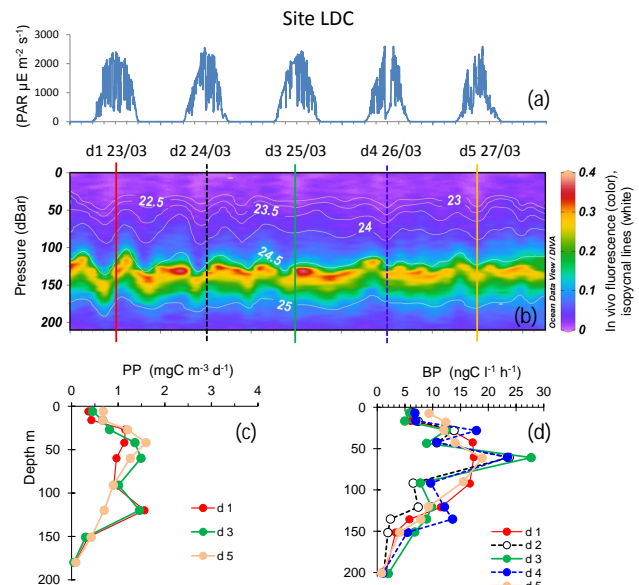 Site LDC
(PAR µE m-2 s-1)
3000
2000
1000
0
(a)
d1 23/03 d2 24/03 d3 25/03 d4 26/03 d5 27/03
Pressure (dBar)
0
50
100
150
200
22.5
23.5
23
24
24.5
25
(b)
Ocean Data View / DIVA
0.4
0.3
0.2
0.1
0
In vivo fluorescence (color),
isopycnal lines (white)
PP (mgC m-3 d-1)
0 1 2 3 4
Depth m
0
40
80
120
160
200
(c)
d 1
d 3
d 5
BP (ngC l-1 h-1)
0 5 10 15 20 25 30
0
50
100
150
200
(d)
d 1
d 2
d 3
d 4
d 5